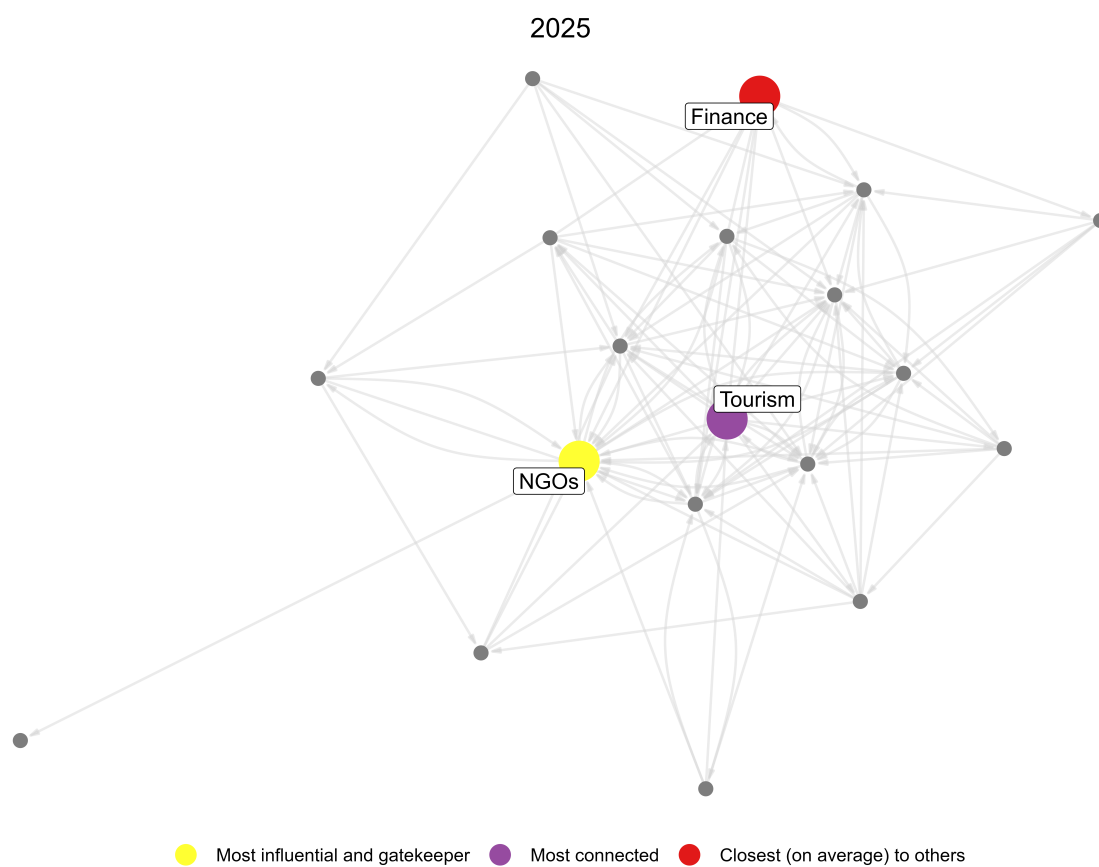 2025
Finance
Tourism
NGOs
Most influential and gatekeeper
Most connected
Closest (on average) to others